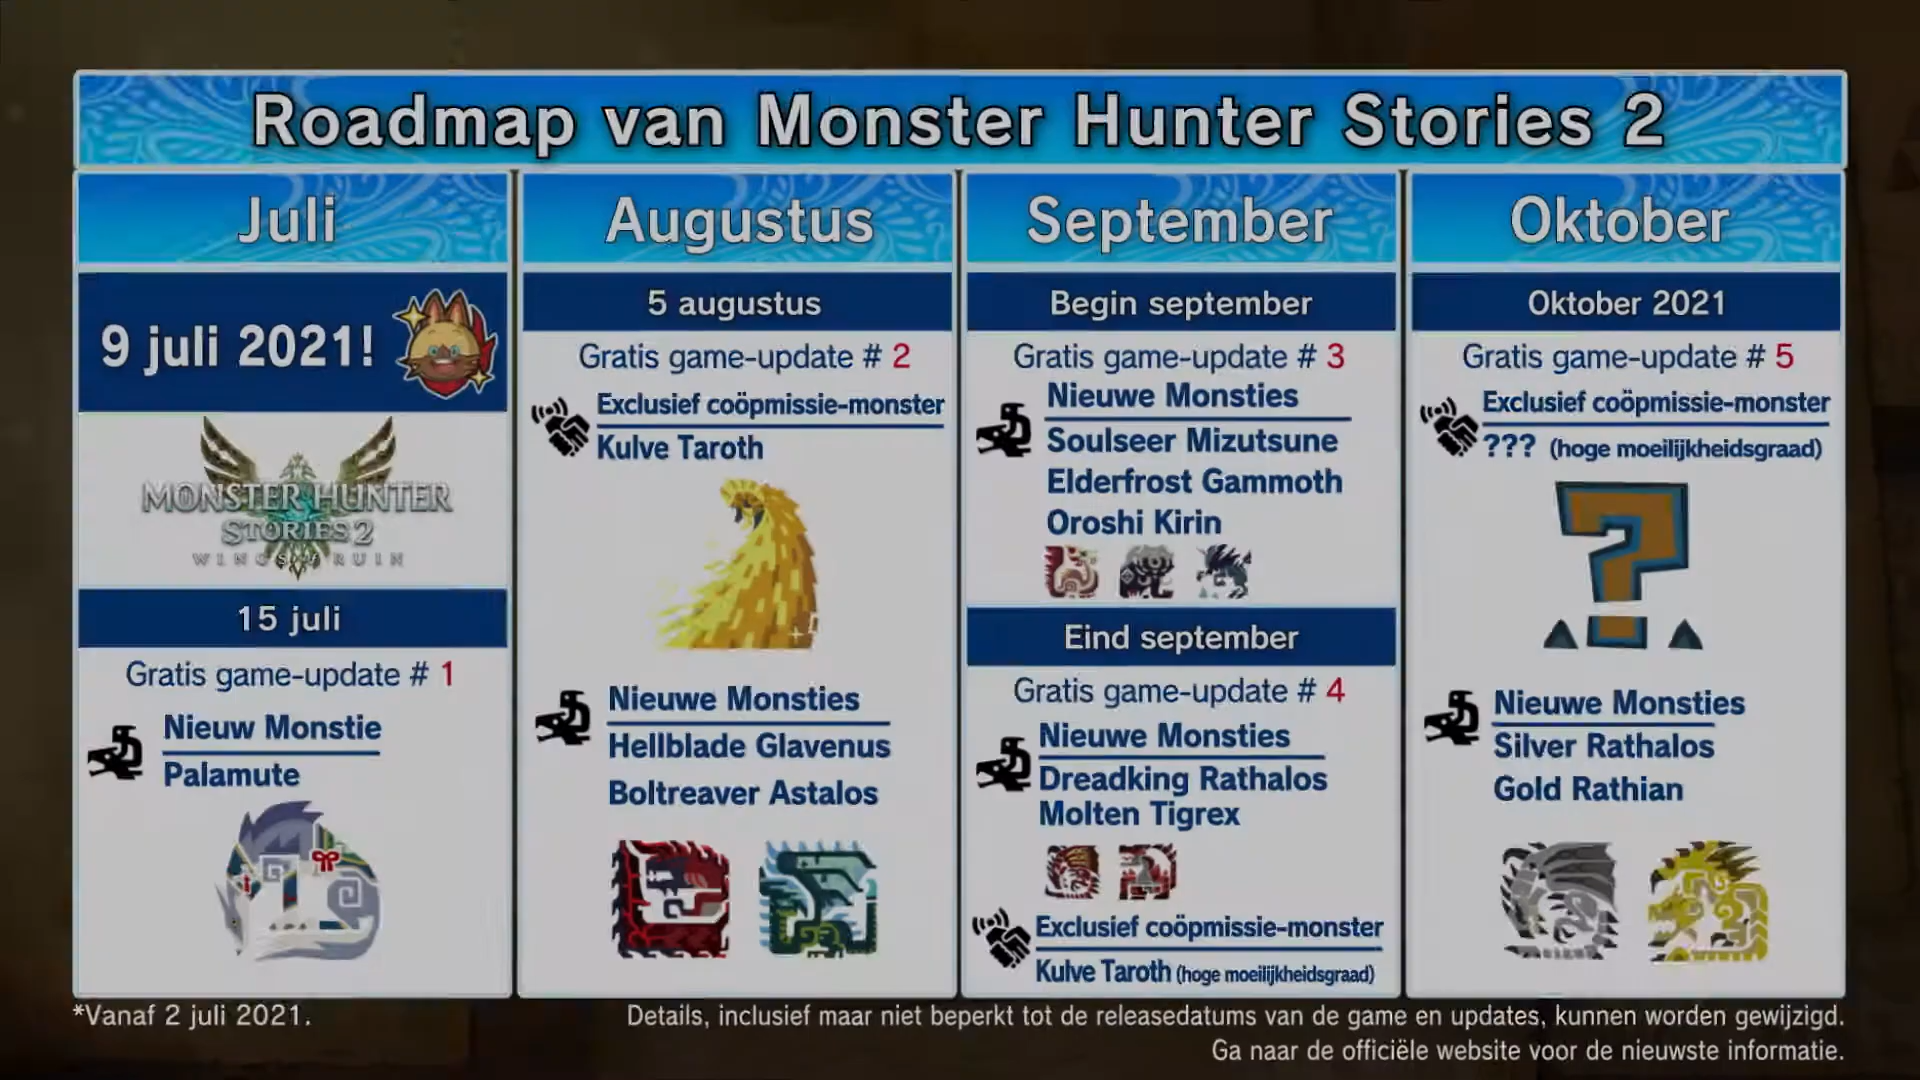 Roadmap van Monster Hunter Stories 2
Juli
9 juli 2021!
MONSTER HUNTER
STORIES 2
WINGS OF RUIN
15 juli
Gratis game-update # 1
Nieuw Monstie
Palamute
Augustus
5 augustus
Gratis game-update # 2
Exclusief coöpmissie-monster
Kulve Taroth
Nieuwe Monsties
Hellblade Glavenus
Boltreaver Astalos
September
Begin september
Gratis game-update # 3
Nieuwe Monsties
Soulseer Mizutsune
Elderfrost Gammoth
Oroshi Kirin
Eind september
Gratis game-update # 4
Nieuwe Monsties
Dreadking Rathalos
Molten Tigrex
Exclusief coöpmissie-monster
Kulve Taroth (hoge moeilijkheidsgraad)
Oktober
Oktober 2021
Gratis game-update # 5
Exclusief coöpmissie-monster
??? (hoge moeilijkheidsgraad)
?
Nieuwe Monsties
Silver Rathalos
Gold Rathian
*Vanaf 2 juli 2021.
Details, inclusief maar niet beperkt tot de releasedatums van de game en updates, kunnen worden gewijzigd.
Ga naar de officiële website voor de nieuwste informatie.